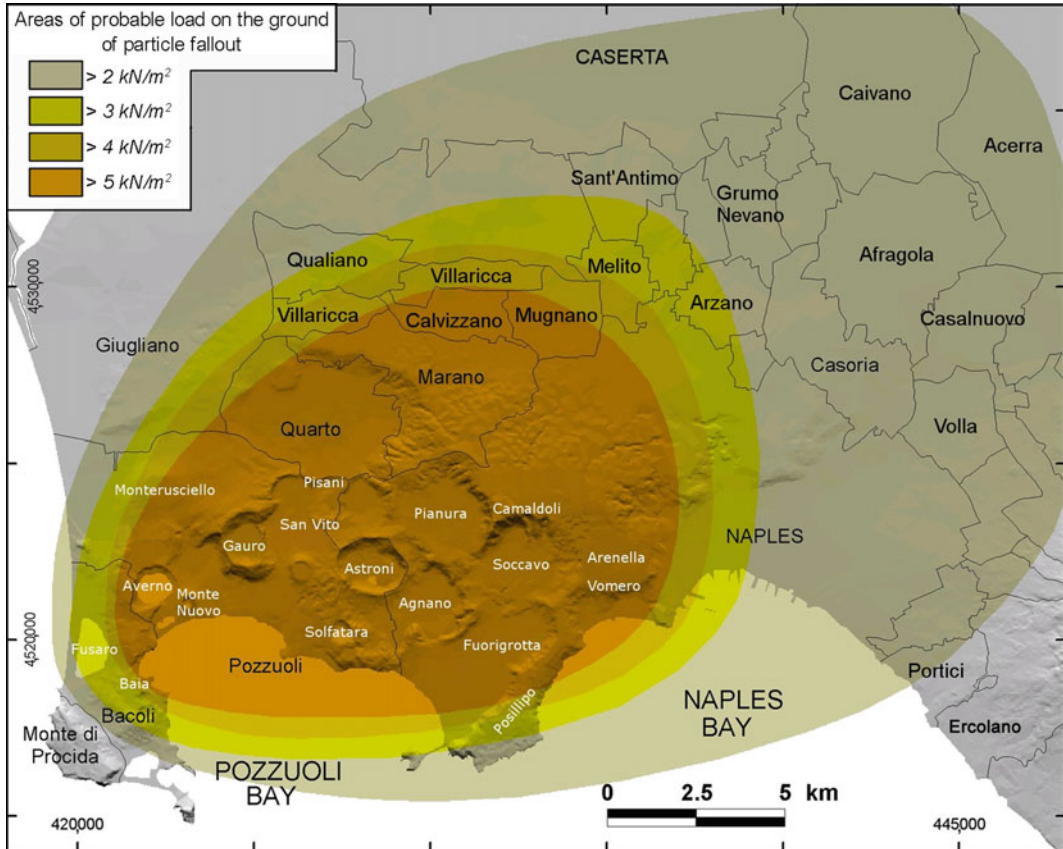 Areas of probable load on the ground
of particle fallout
> 2 kN/m²
> 3 kN/m²
> 4 kN/m²
> 5 kN/m²
CASERTA
Caivano
Acerra
Sant'Antimo
Grumo
Nevano
Afragola
Qualiano
Villaricca
Melito
4530000
Villaricca
Calvizzano
Mugnano
Arzano
Casalnuovo
Giugliano
Casoria
Marano
Quarto
Volla
Monterusciello
Pisani
San Vito
Pianura
Camaldoli
Gauro
NAPLES
Astroni
Soccavo
Arenella
Averno
Monte
Nuovo
Vomero
Agnano
Solfatara
Fuorigrotta
4520000
Fusaro
Pozzuoli
Portici
Baia
Posillipo
NAPLES
BAY
Bacoli
Ercolano
Monte di
Procida
POZZUOLI
BAY
0 2.5 5 km
420000
445000